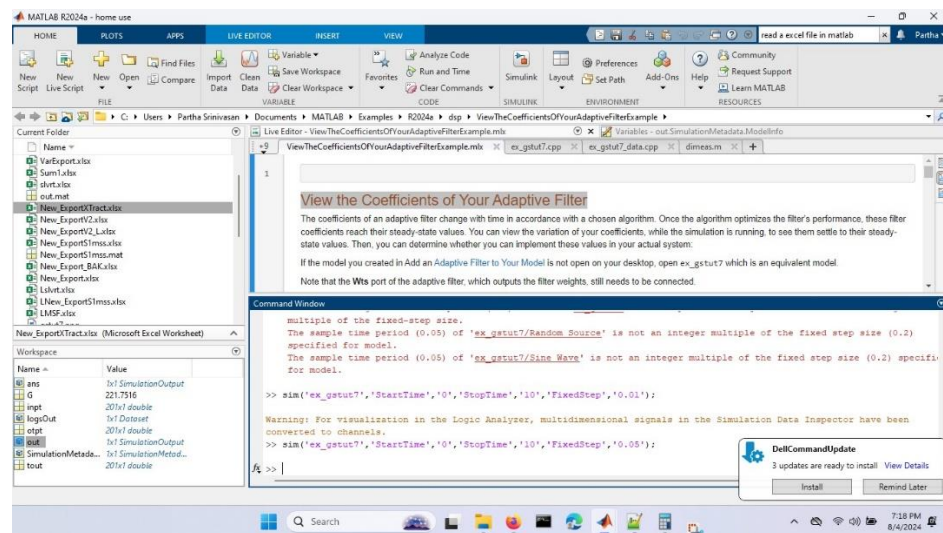 MATLAB R2024a - home use
HOME PLOTS APPS LIVE EDITOR INSERT VIEW read a excel file in matlab Partha
New Script
New Live Script
New
Open
Find Files
Compare
FILE
Import Data
Clean Data
Variable
Save Workspace
Clear Workspace
VARIABLE
Favorites
Analyze Code
Run and Time
Clear Commands
CODE
Simulink
SIMULINK
Layout
Preferences
Set Path
Add-Ons
ENVIRONMENT
Help
Community
Request Support
Learn MATLAB
RESOURCES
C: Users Partha Srinivasan Documents MATLAB Examples R2024a dsp ViewTheCoefficientsOfYourAdaptiveFilterExample
Current Folder
Name
VarExport.xlsx
Sum1.xlsx
slvrt.xlsx
out.mat
New_ExportXTract.xlsx
New_ExportV2.xlsx
New_ExportV2_L.xlsx
New_ExportS1mss.xlsx
New_ExportS1mss.mat
New_Export_BAK.xlsx
New_Export.xlsx
Lslvrt.xlsx
LNew_ExportS1mss.xlsx
LMSF.xlsx
New_ExportXTract.xlsx (Microsoft Excel Worksheet)
Workspace
Name Value
ans 1x1 SimulationOutput
G 221.7516
inpt 201x1 double
logsOut 1x1 Dataset
otpt 201x1 double
out 1x1 SimulationOutput
SimulationMetada... 1x1 SimulationMetad...
tout 201x1 double
Live Editor - ViewTheCoefficientsOfYourAdaptiveFilterExample.mlx
Variables - out.SimulationMetadata.ModelInfo
+9 ViewTheCoefficientsOfYourAdaptiveFilterExample.mlx ex_gstut7.cpp ex_gstut7_data.cpp dimeas.m +
1
View the Coefficients of Your Adaptive Filter
The coefficients of an adaptive filter change with time in accordance with a chosen algorithm. Once the algorithm optimizes the filter's performance, these filter
coefficients reach their steady-state values. You can view the variation of your coefficients, while the simulation is running, to see them settle to their steady-
state values. Then, you can determine whether you can implement these values in your actual system:
If the model you created in Add an Adaptive Filter to Your Model is not open on your desktop, open ex_gstut7 which is an equivalent model.
Note that the Wts port of the adaptive filter, which outputs the filter weights, still needs to be connected.
Command Window
multiple of the fixed-step size.
The sample time period (0.05) of 'ex_gstut7/Random Source' is not an integer multiple of the fixed step size (0.2)
specified for model.
The sample time period (0.05) of 'ex_gstut7/Sine Wave' is not an integer multiple of the fixed step size (0.2) specifi
for model.
>> sim('ex_gstut7','StartTime','0','StopTime','10','FixedStep','0.01');
Warning: For visualization in the Logic Analyzer, multidimensional signals in the Simulation Data Inspector have been
converted to channels.
>> sim('ex_gstut7','StartTime','0','StopTime','10','FixedStep','0.05');
fx >>
DellCommandUpdate
3 updates are ready to install View Details
Install Remind Later
Search
7:18 PM
8/4/2024